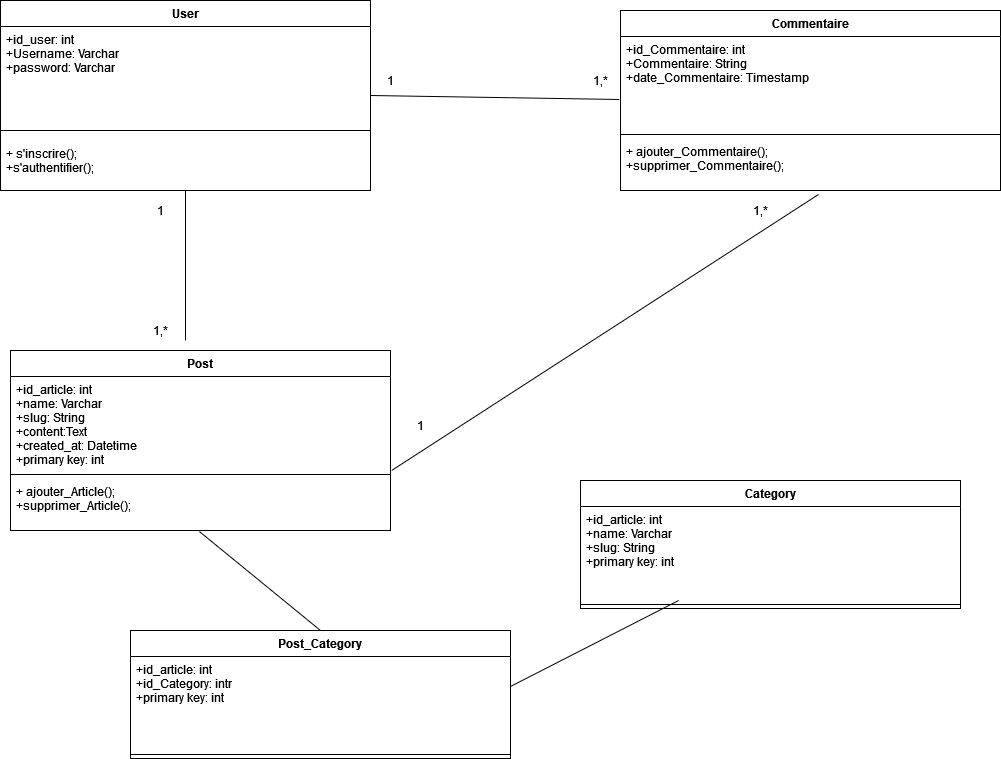 User
+id_user: int
+Username: Varchar
+password: Varchar
+ s'inscrire();
+s'authentifier();
Commentaire
+id_Commentaire: int
+Commentaire: String
+date_Commentaire: Timestamp
+ ajouter_Commentaire();
+supprimer_Commentaire();
1
1,*
1
1,*
1,*
1
Post
+id_article: int
+name: Varchar
+slug: String
+content:Text
+created_at: Datetime
+primary key: int
+ ajouter_Article();
+supprimer_Article();
Category
+id_article: int
+name: Varchar
+slug: String
+primary key: int
Post_Category
+id_article: int
+id_Category: intr
+primary key: int